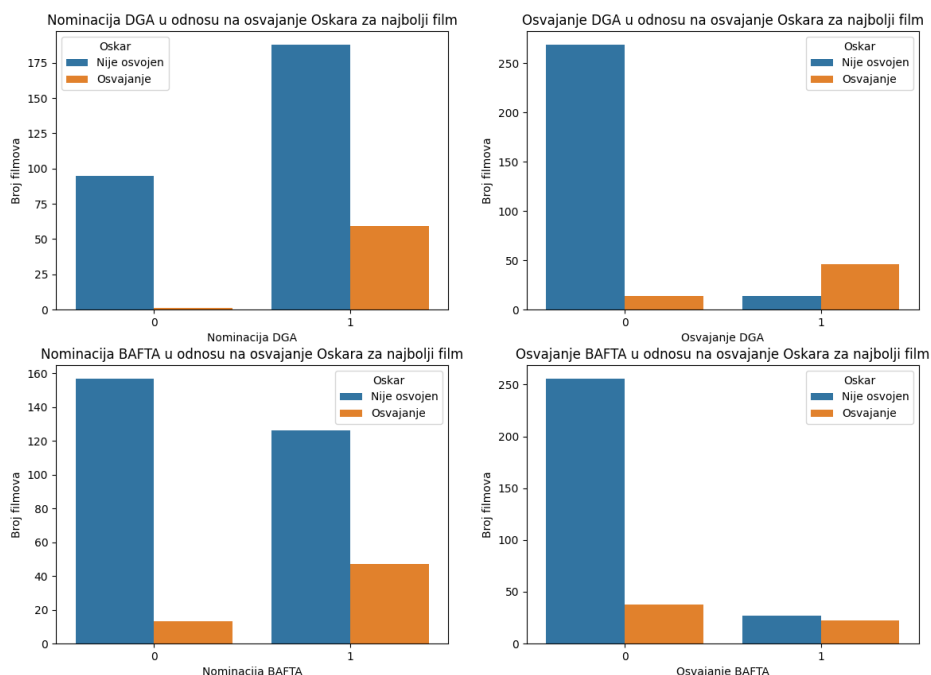 Nominacija DGA u odnosu na osvajanje Oskara za najbolji film
Oskar
Nije osvojen
Osvajanje
Broj filmova
175
150
125
100
75
50
25
0
0
1
Nominacija DGA
Osvajanje DGA u odnosu na osvajanje Oskara za najbolji film
Oskar
Nije osvojen
Osvajanje
Broj filmova
250
200
150
100
50
0
0
1
Osvajanje DGA
Nominacija BAFTA u odnosu na osvajanje Oskara za najbolji film
Oskar
Nije osvojen
Osvajanje
Broj filmova
160
140
120
100
80
60
40
20
0
0
1
Nominacija BAFTA
Osvajanje BAFTA u odnosu na osvajanje Oskara za najbolji film
Oskar
Nije osvojen
Osvajanje
Broj filmova
250
200
150
100
50
0
0
1
Osvajanje BAFTA